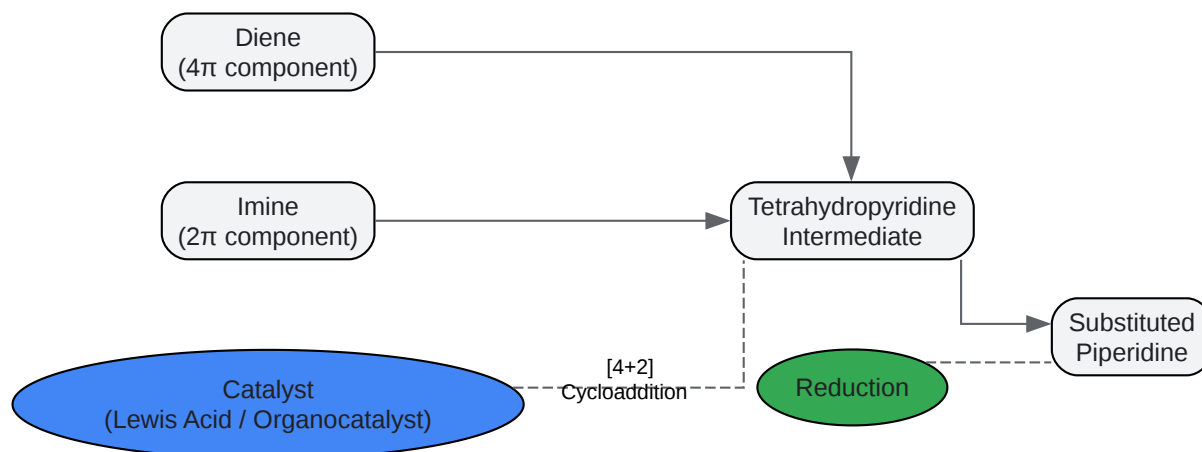 Diene
(4π component)
Imine
(2π component)
Tetrahydropyridine
Intermediate
Substituted
Piperidine
Catalyst
(Lewis Acid / Organocatalyst)
[4+2]
Cycloaddition
Reduction